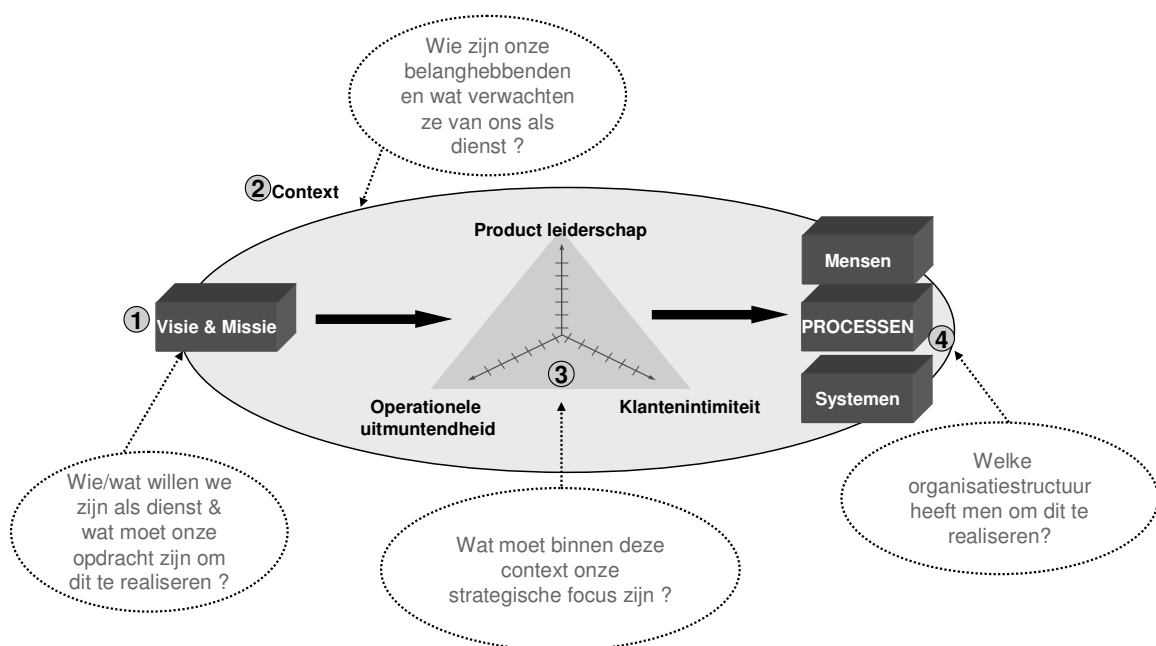 Wie zijn onze
belanghebbenden
en wat verwachten
ze van ons als
dienst ?
2 Context
Product leiderschap
Mensen
1
Visie & Missie
PROCESSEN
4
3
Systemen
Operationele
uitmuntendheid
Klantenintimiteit
Wie/wat willen we
zijn als dienst &
wat moet onze
opdracht zijn om
dit te realiseren ?
Wat moet binnen deze
context onze
strategische focus zijn ?
Welke
organisatiestructuur
heeft men om dit te
realiseren?